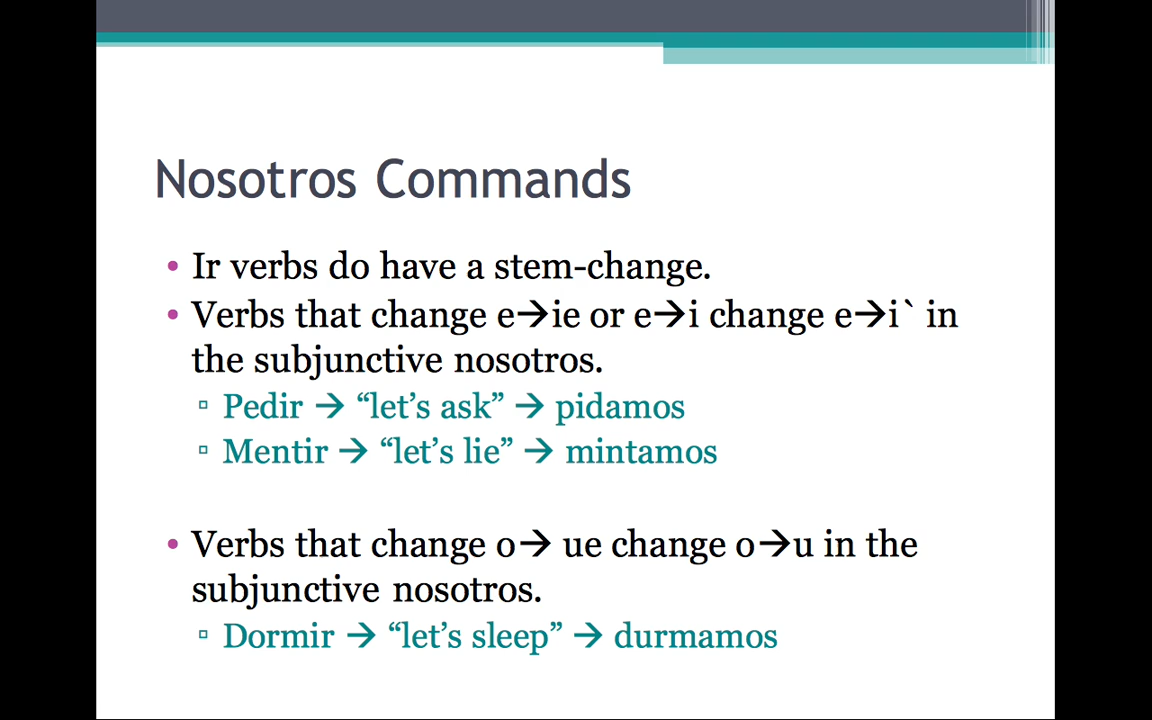 Nosotros Commands
• Ir verbs do have a stem-change.
• Verbs that change e→ie or e→i change e→i` in
the subjunctive nosotros.
▫ Pedir → “let’s ask” → pidamos
▫ Mentir → “let’s lie” → mintamos
• Verbs that change o→ ue change o→u in the
subjunctive nosotros.
▫ Dormir → “let’s sleep” → durmamos